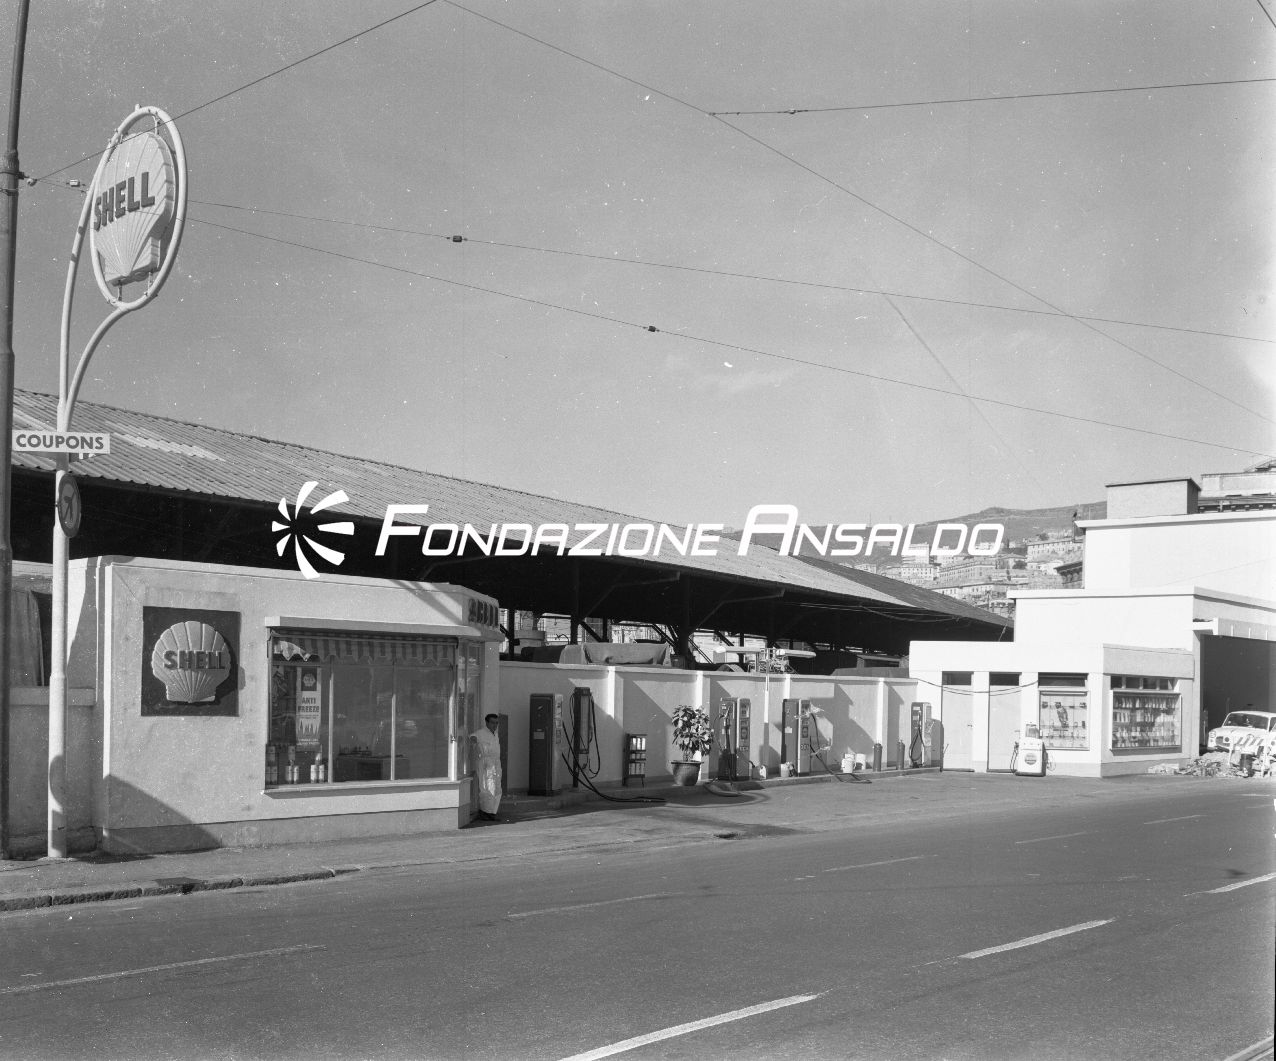 SHELL
COUPONS
FONDAZIONE ANSALDO
SHELL
ANTI
FREEZE